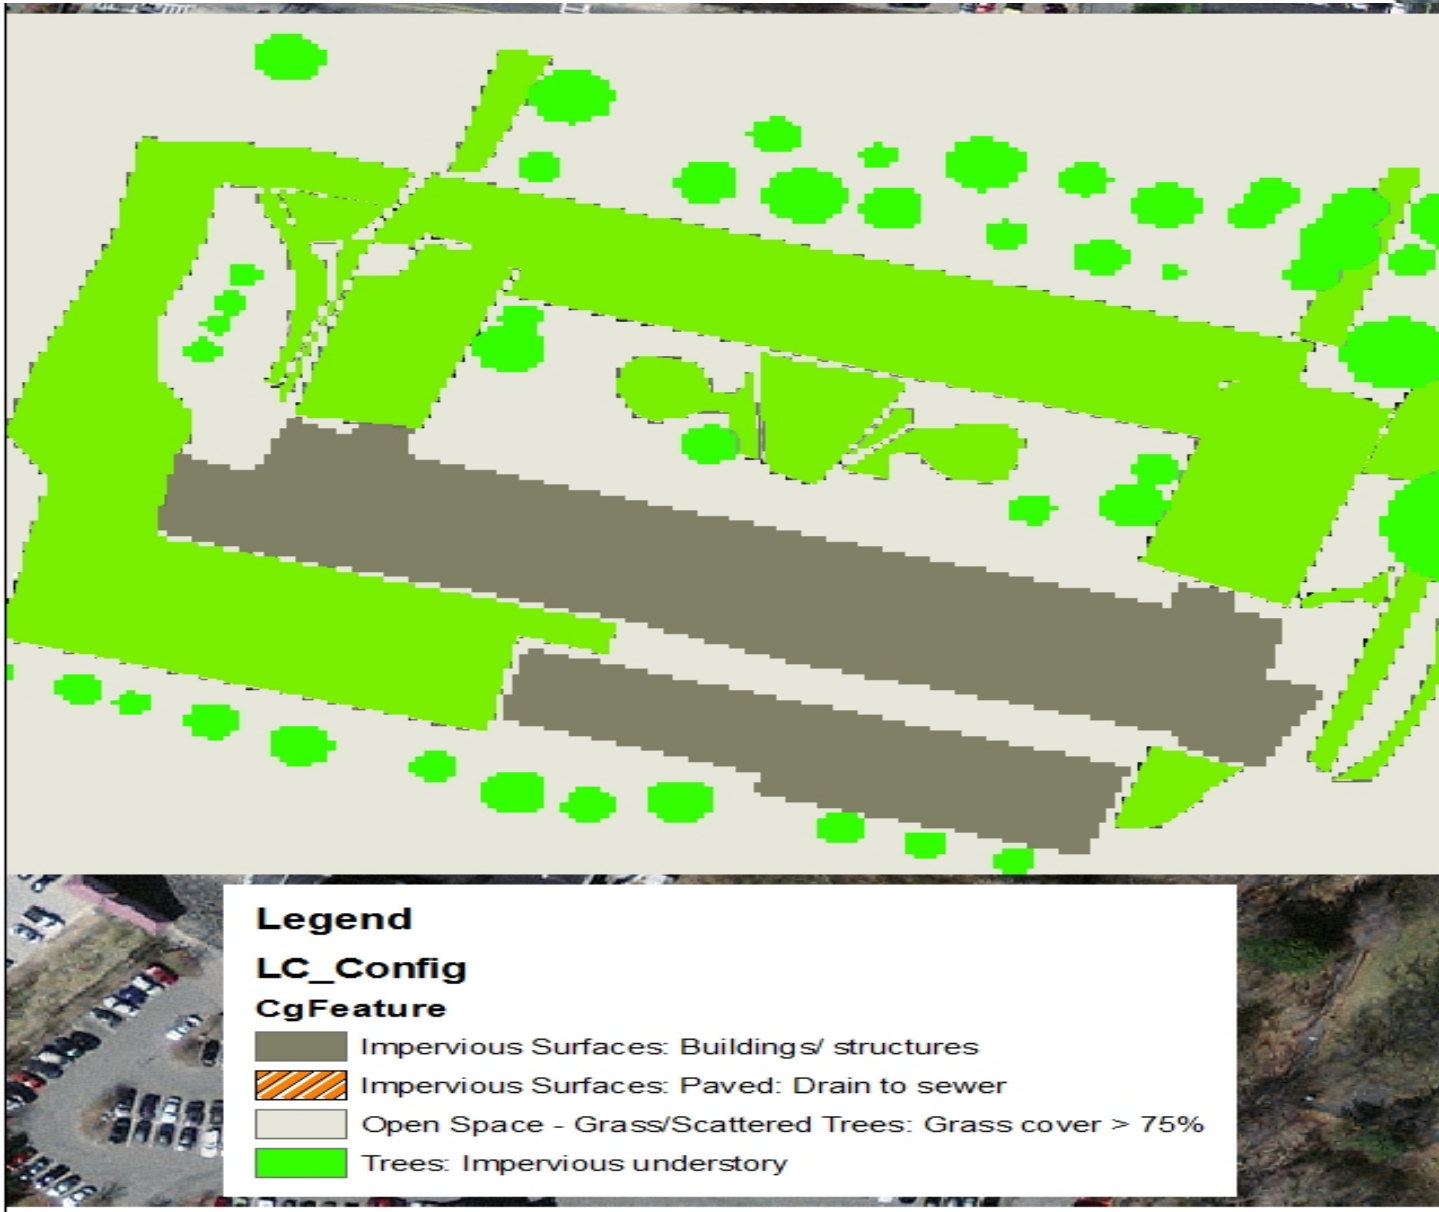 Legend
LC_Config
CgFeature
Impervious Surfaces: Buildings/ structures
Impervious Surfaces: Paved: Drain to sewer
Open Space - Grass/Scattered Trees: Grass cover > 75%
Trees: Impervious understory